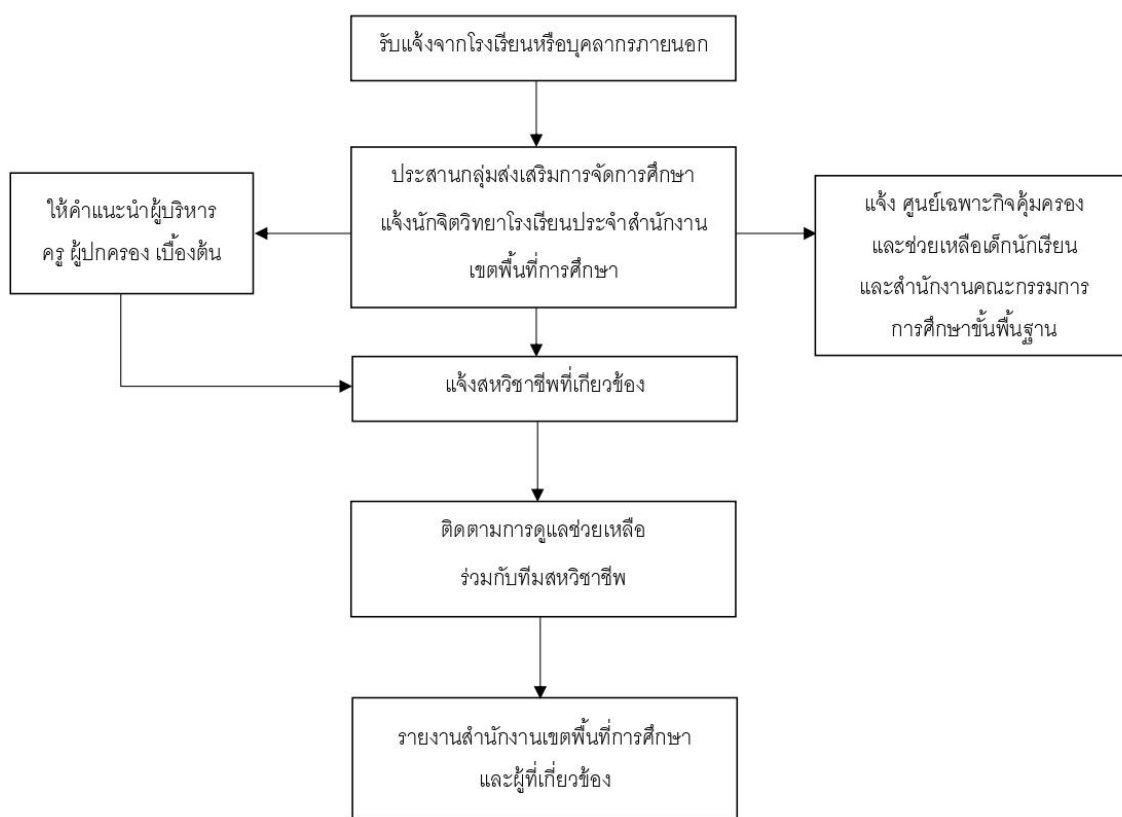 รับแจ้งจากโรงเรียนหรือบุคลากรภายนอก
ประสานกลุ่มส่งเสริมการจัดการศึกษา
แจ้งนักจิตวิทยาโรงเรียนประจำสำนักงาน
เขตพื้นที่การศึกษา
ให้คำแนะนำผู้บริหาร
ครู ผู้ปกครอง เบื้องต้น
แจ้ง ศูนย์เฉพาะกิจคุ้มครอง
และช่วยเหลือเด็กนักเรียน
และสำนักงานคณะกรรมการ
การศึกษาขั้นพื้นฐาน
แจ้งสหวิชาชีพที่เกียวข้อง
ติดตามการดูแลช่วยเหลือ
ร่วมกับทีมสหวิชาชีพ
รายงานสำนักงานเขตพื้นที่การศึกษา
และผู้ที่เกี่ยวข้อง